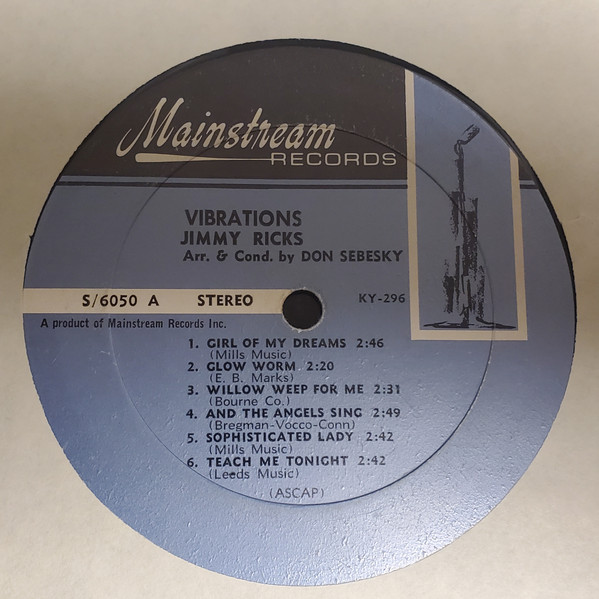 Mainstream
RECORDS
VIBRATIONS
JIMMY RICKS
Arr. & Cond. by DON SEBESKY
S/6050 A STEREO KY-296
A product of Mainstream Records Inc.
1. GIRL OF MY DREAMS 2:46
(Mills Music)
2. GLOW WORM 2:20
(E. B. Marks)
3. WILLOW WEEP FOR ME 2:31
(Bourne Co.)
4. AND THE ANGELS SING 2:49
(Bregman-Vocco-Conn)
5. SOPHISTICATED LADY 2:42
(Mills Music)
6. TEACH ME TONIGHT 2:42
(Leeds Music)
(ASCAP)